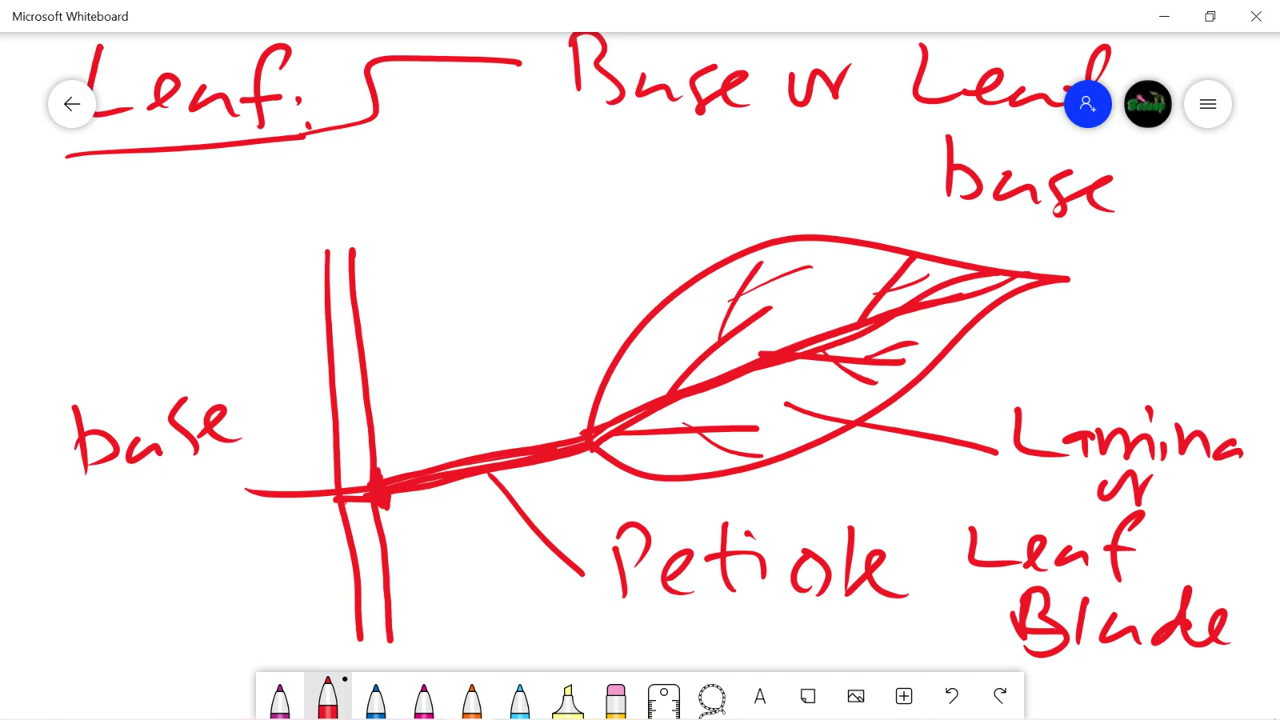 Microsoft Whiteboard
Leaf: Base or Leaf
base
base
Lamina
or
Leaf
Blade
Petiole
A